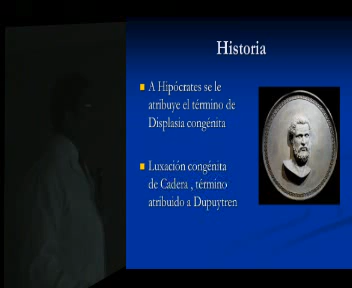 Historia
A Hipócrates se le
atribuye el término de
Displasia congénita
Luxación congénita
de Cadera , término
atribuido a Dupuytren